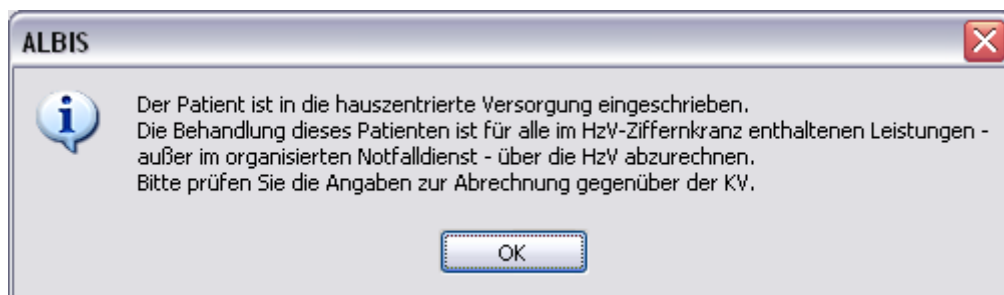 ALBIS
Der Patient ist in die hauszentrierte Versorgung eingeschrieben.
Die Behandlung dieses Patienten ist für alle im HzV-Ziffernkranz enthaltenen Leistungen -
außer im organisierten Notfalldienst - über die HzV abzurechnen.
Bitte prüfen Sie die Angaben zur Abrechnung gegenüber der KV.
OK